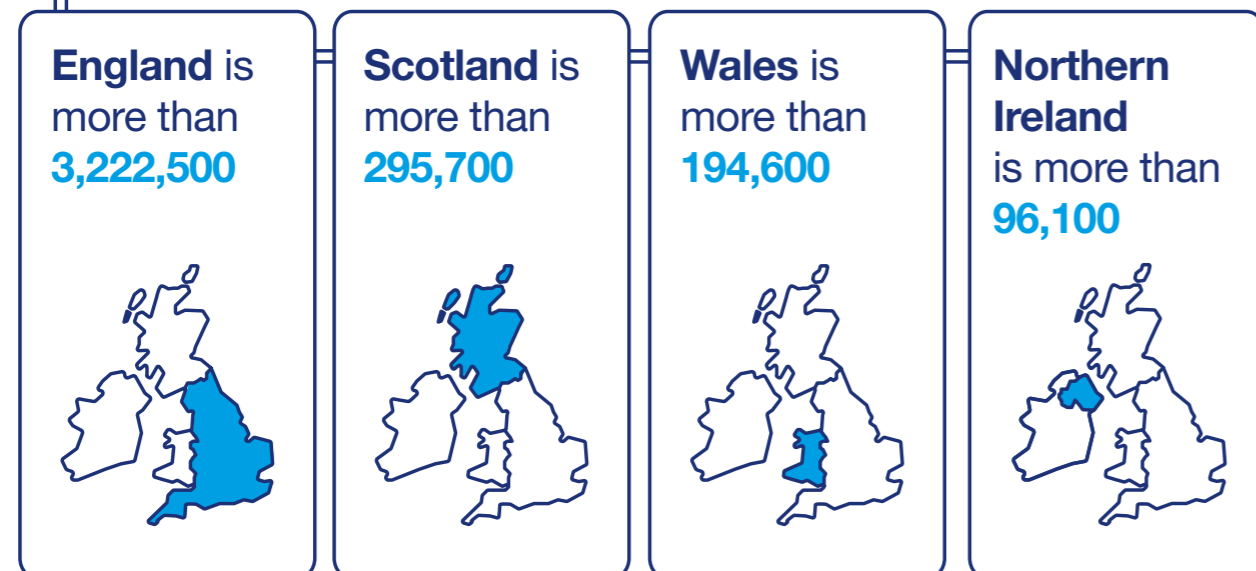 England is
more than
3,222,500
Scotland is
more than
295,700
Wales is
more than
194,600
Northern
Ireland
is more than
96,100